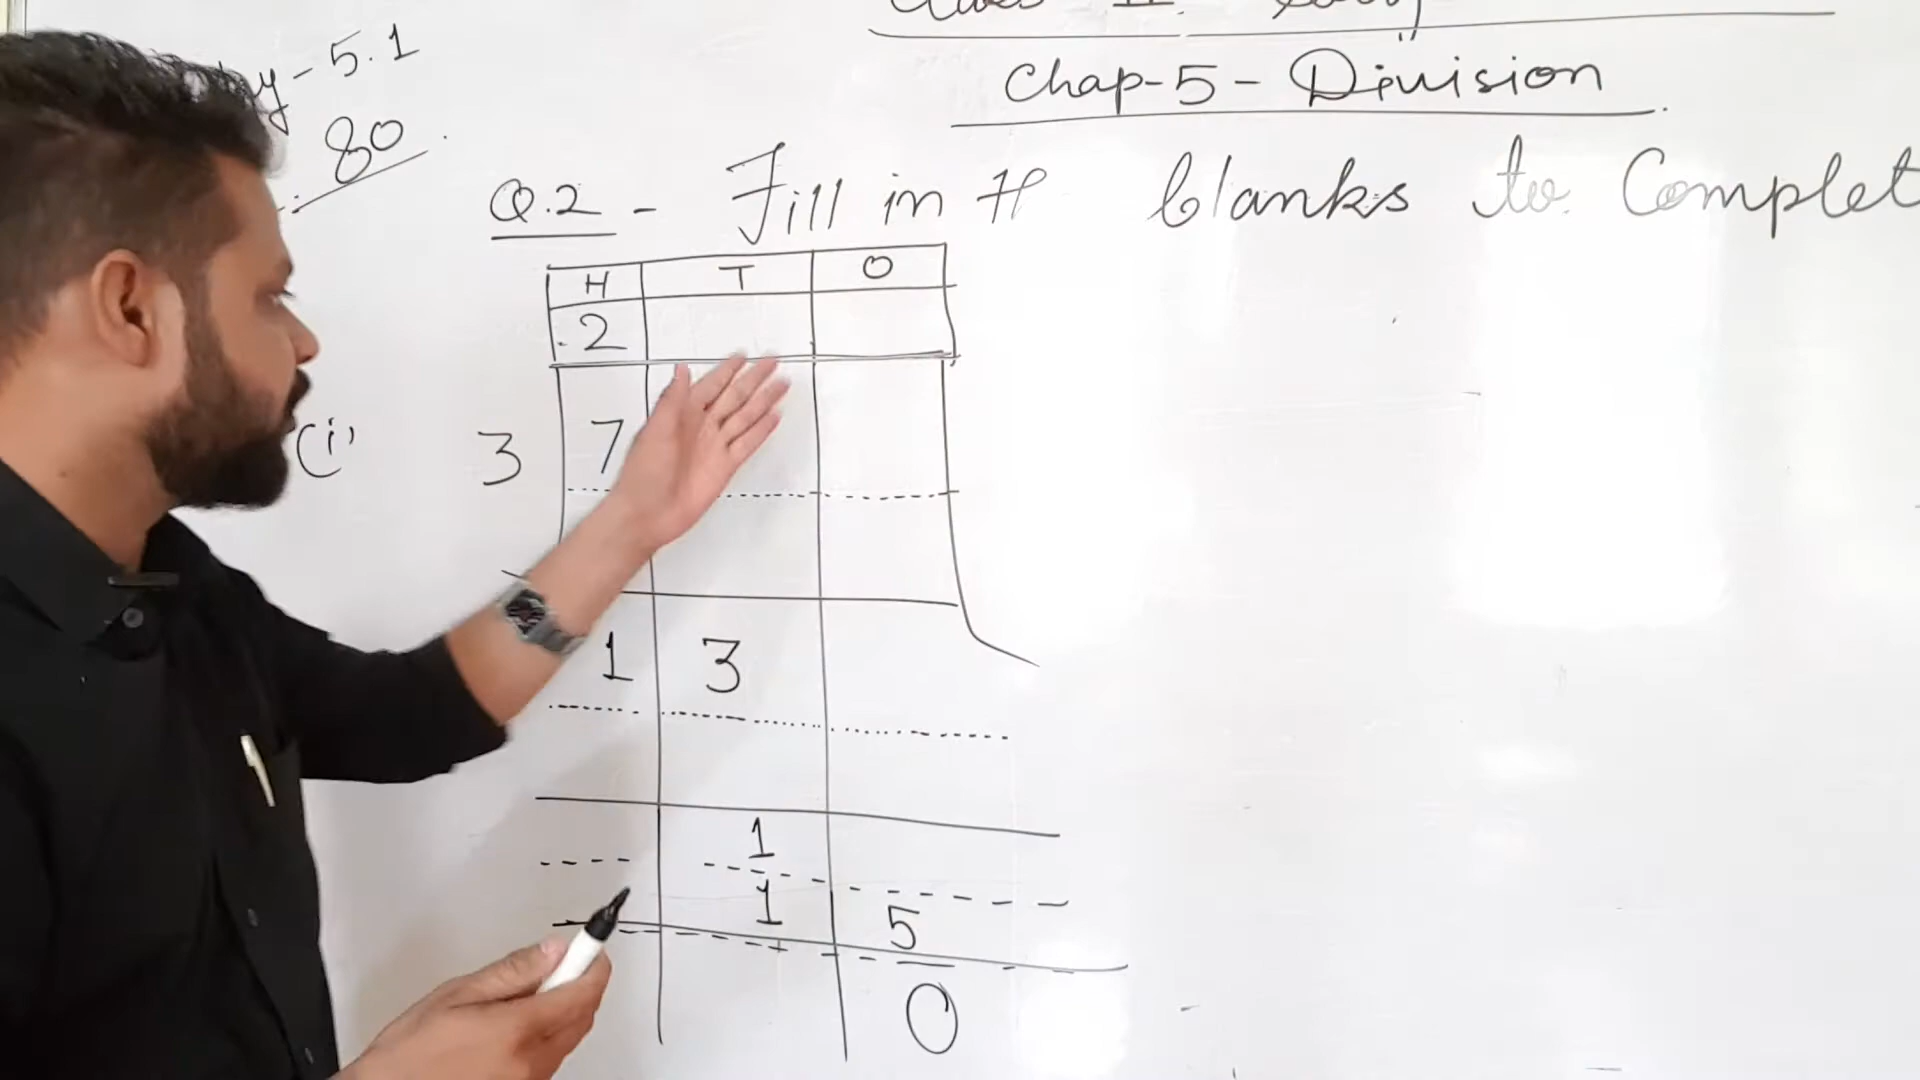 Class
Chap-5- Division
y-5.1
80
Q.2 - Fill in blanks to Complet
H T O
2
(i) 3 7
1 3
1
1 5
0